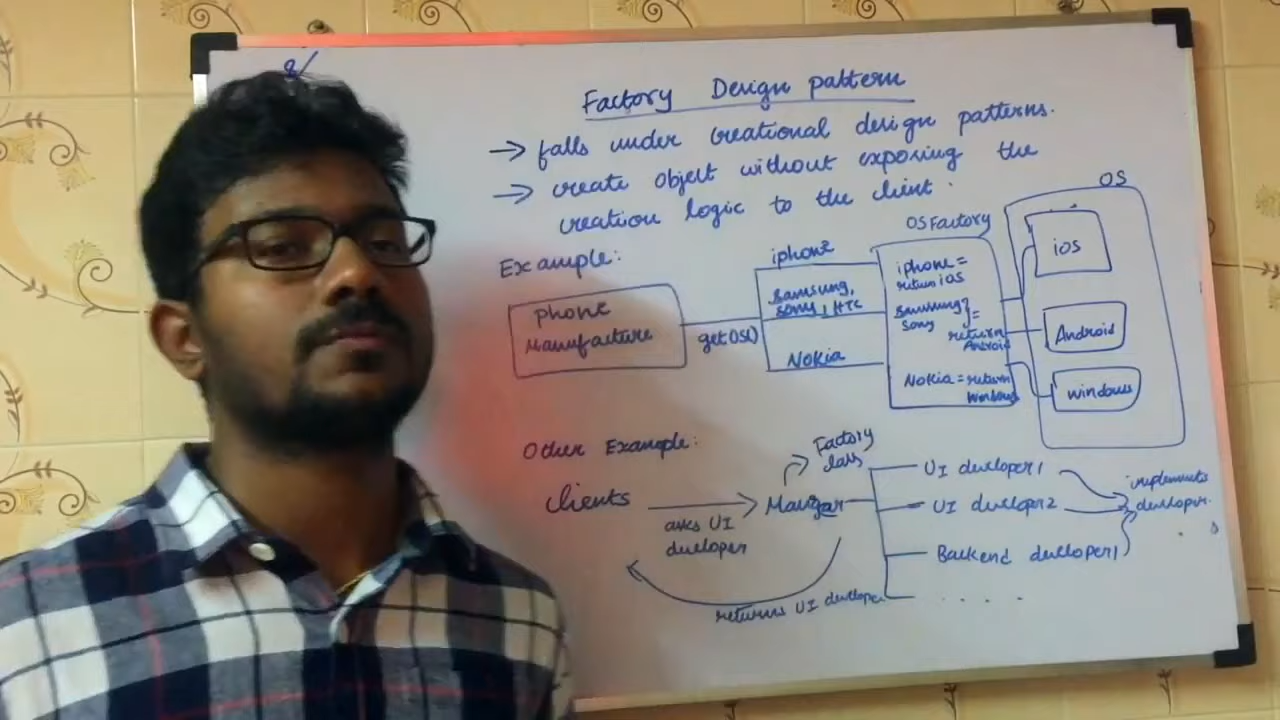 8/
Factory Design pattern
→ falls under creational design patterns.
→ create object without exposing the
creation logic to the client.
Example:
phone
Manufacture
getOS()
iphone
Samsung,
Sony, HTC
Nokia
OSFactory
iphone =
return iOS
Samsung
Sony } =
return
Android
Nokia = return
Windows
OS
iOS
Android
windows
Other Example:
clients
asks UI
developer
Factory
class
UI developer1
UI developer2
Backend developer1
. . . .
implements
developer.
returns UI developer